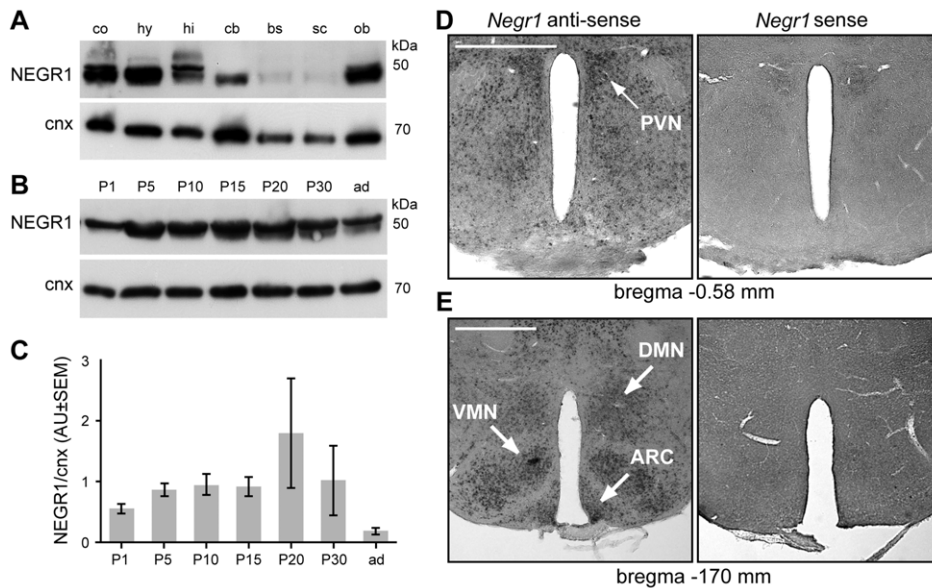 A
co hy hi cb bs sc ob
kDa
NEGR1
50
cnx
70
B
P1 P5 P10 P15 P20 P30 ad
kDa
NEGR1
50
cnx
70
C
NEGR1/cnx (AU±SEM)
3
2
1
0
P1 P5 P10 P15 P20 P30 ad
D
Negr1 anti-sense
Negr1 sense
PVN
bregma -0.58 mm
E
DMN
VMN
ARC
bregma -170 mm